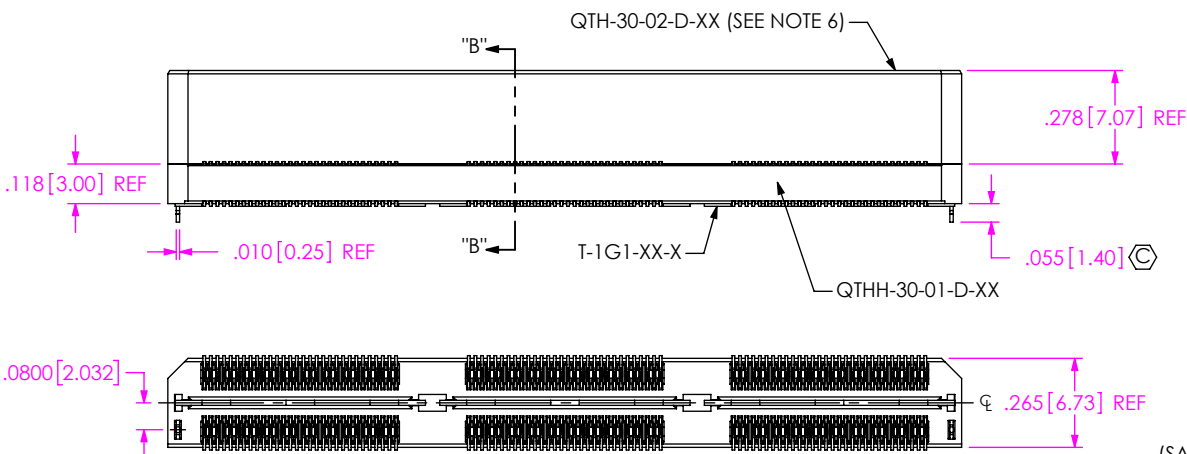 QTH-30-02-D-XX (SEE NOTE 6)
"B"
.278[7.07] REF
.118[3.00] REF
"B"
T-1G1-XX-X
.010[0.25] REF
.055[1.40] C
QTHH-30-01-D-XX
.0800[2.032]
℄ .265[6.73] REF